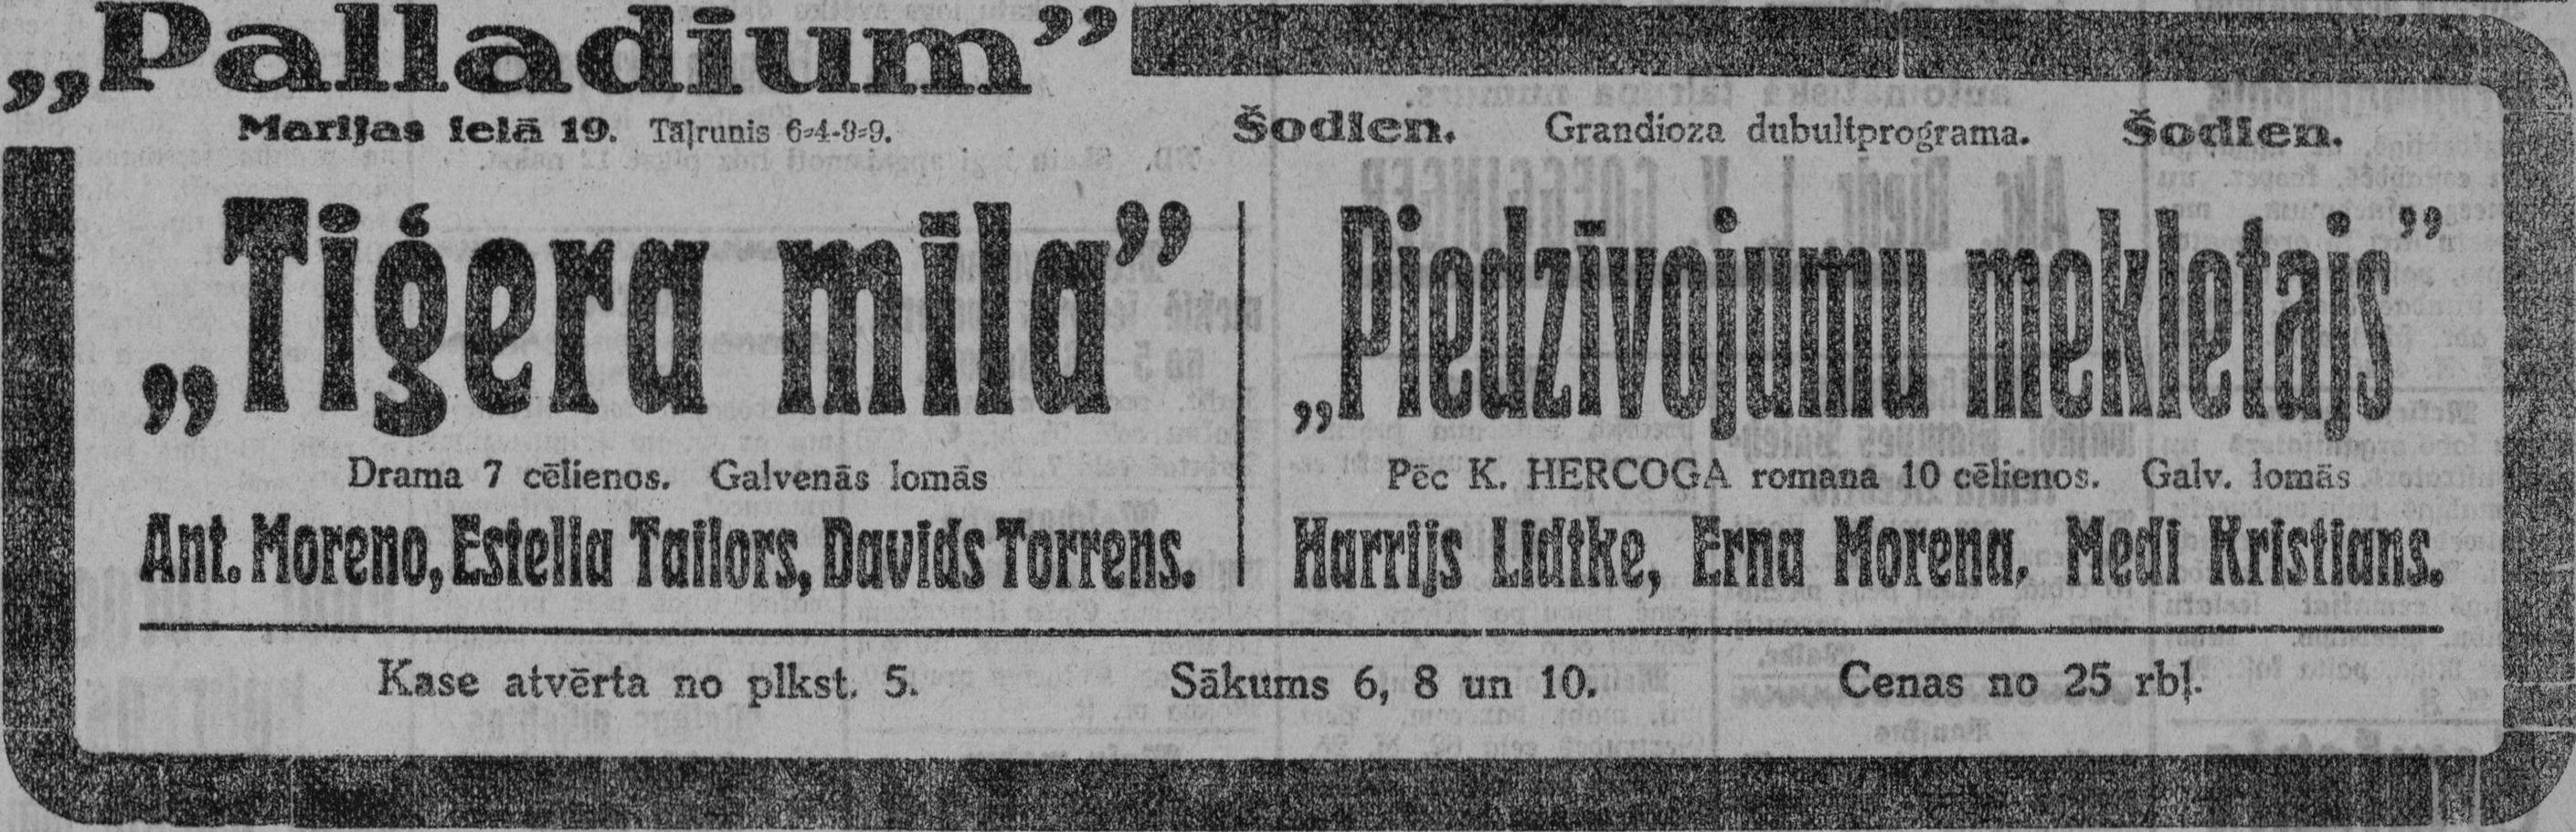 „Palladium”
Marijas ielā 19. Tāļrunis 6-4-9-9.
Šodien. Grandioza dubultprograma. Šodien.
„Tiģera mīla”
Drama 7 cēlienos. Galvenās lomās
Ant. Moreno, Estella Tailors, Davids Torrens.
„Piedzīvojumu mekletajs”
Pēc K. HERCOGA romana 10 cēlienos. Galv. lomās
Harrijs Lidtke, Erna Morena, Medi Kristians.
Kase atvērta no plkst. 5. Sākums 6, 8 un 10. Cenas no 25 rbļ.